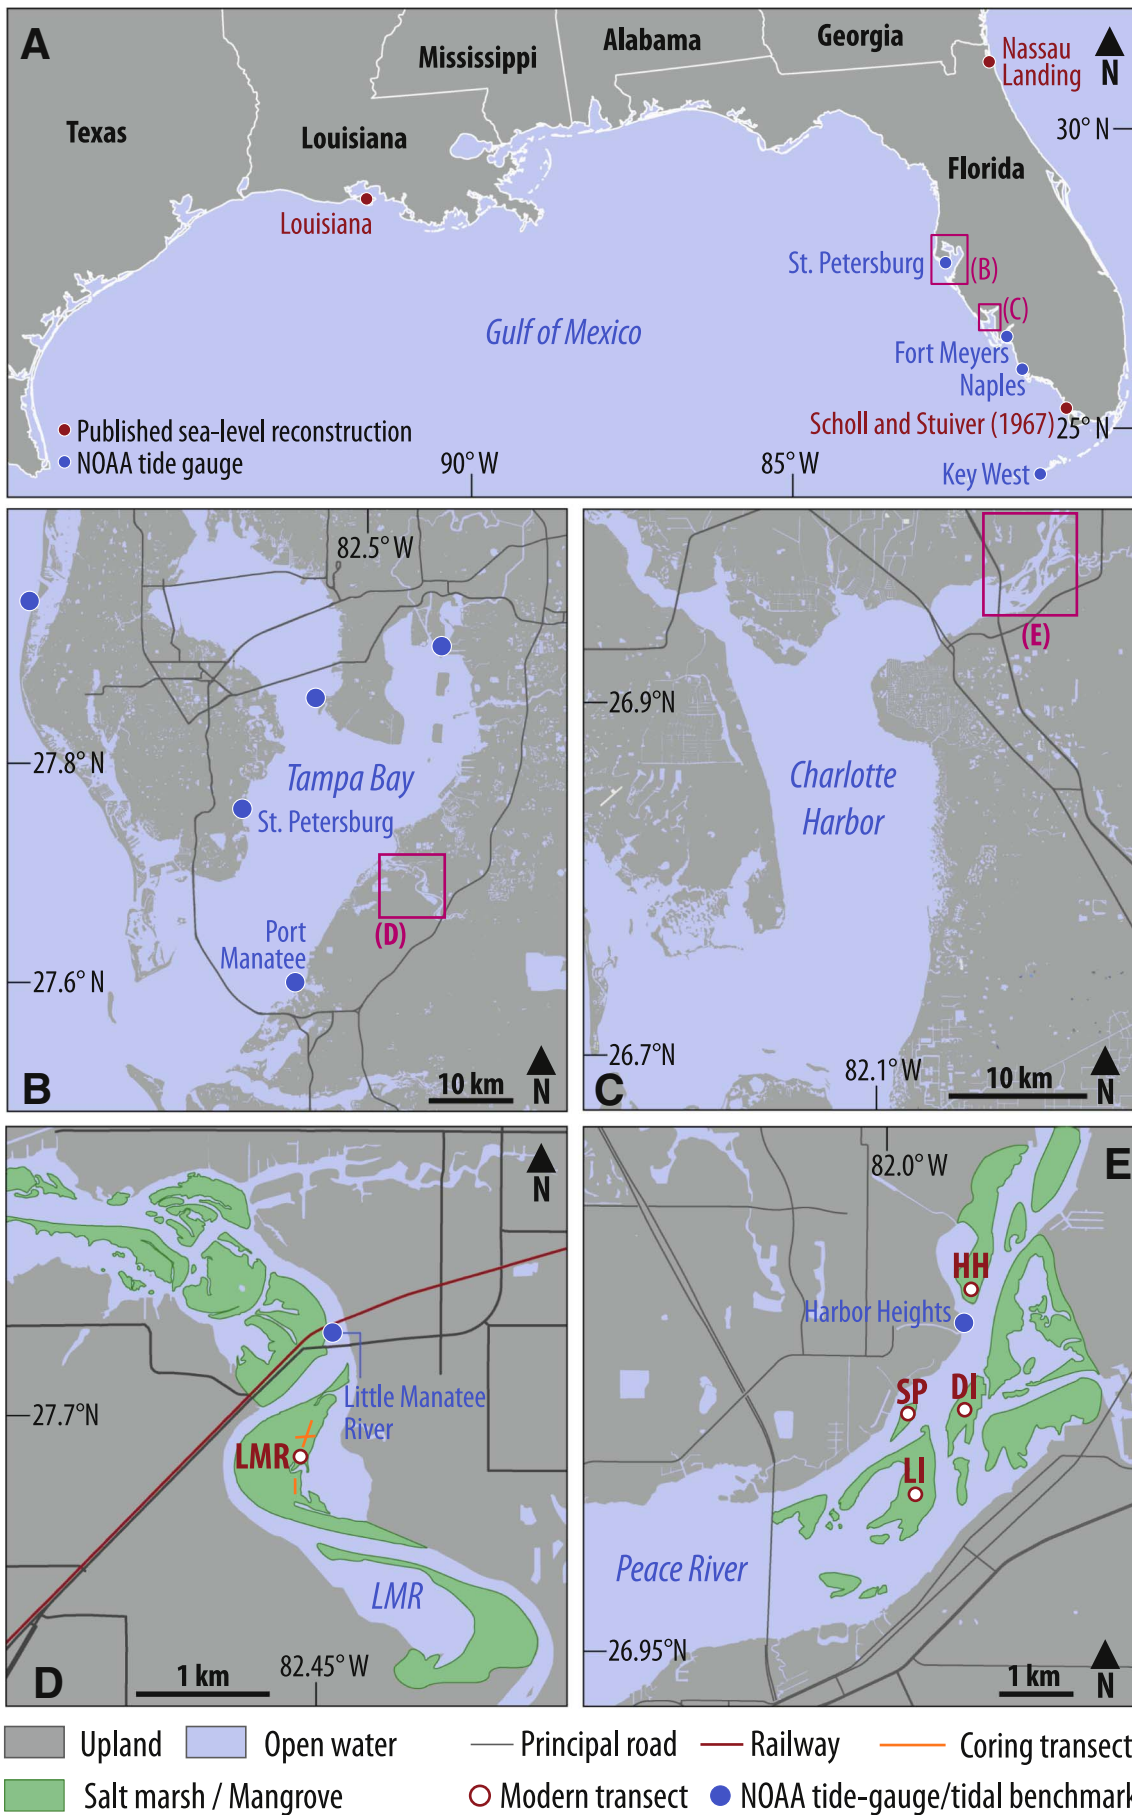 A
Mississippi
Alabama
Georgia
Nassau
Landing
N
Texas
Louisiana
30° N
Florida
Louisiana
St. Petersburg
(B)
(C)
Gulf of Mexico
Fort Meyers
Naples
Published sea-level reconstruction
Scholl and Stuiver (1967)
25° N
NOAA tide gauge
90° W
85° W
Key West
82.5° W
27.8° N
Tampa Bay
St. Petersburg
Port
Manatee
(D)
27.6° N
B
10 km
N
(E)
26.9°N
Charlotte
Harbor
26.7°N
C
82.1° W
10 km
N
N
27.7°N
Little Manatee
River
LMR
LMR
D
1 km
82.45° W
82.0° W
E
HH
Harbor Heights
SP
DI
LI
Peace River
26.95°N
1 km
N
Upland
Open water
Principal road
Railway
Coring transect
Salt marsh / Mangrove
Modern transect
NOAA tide-gauge/tidal benchmark